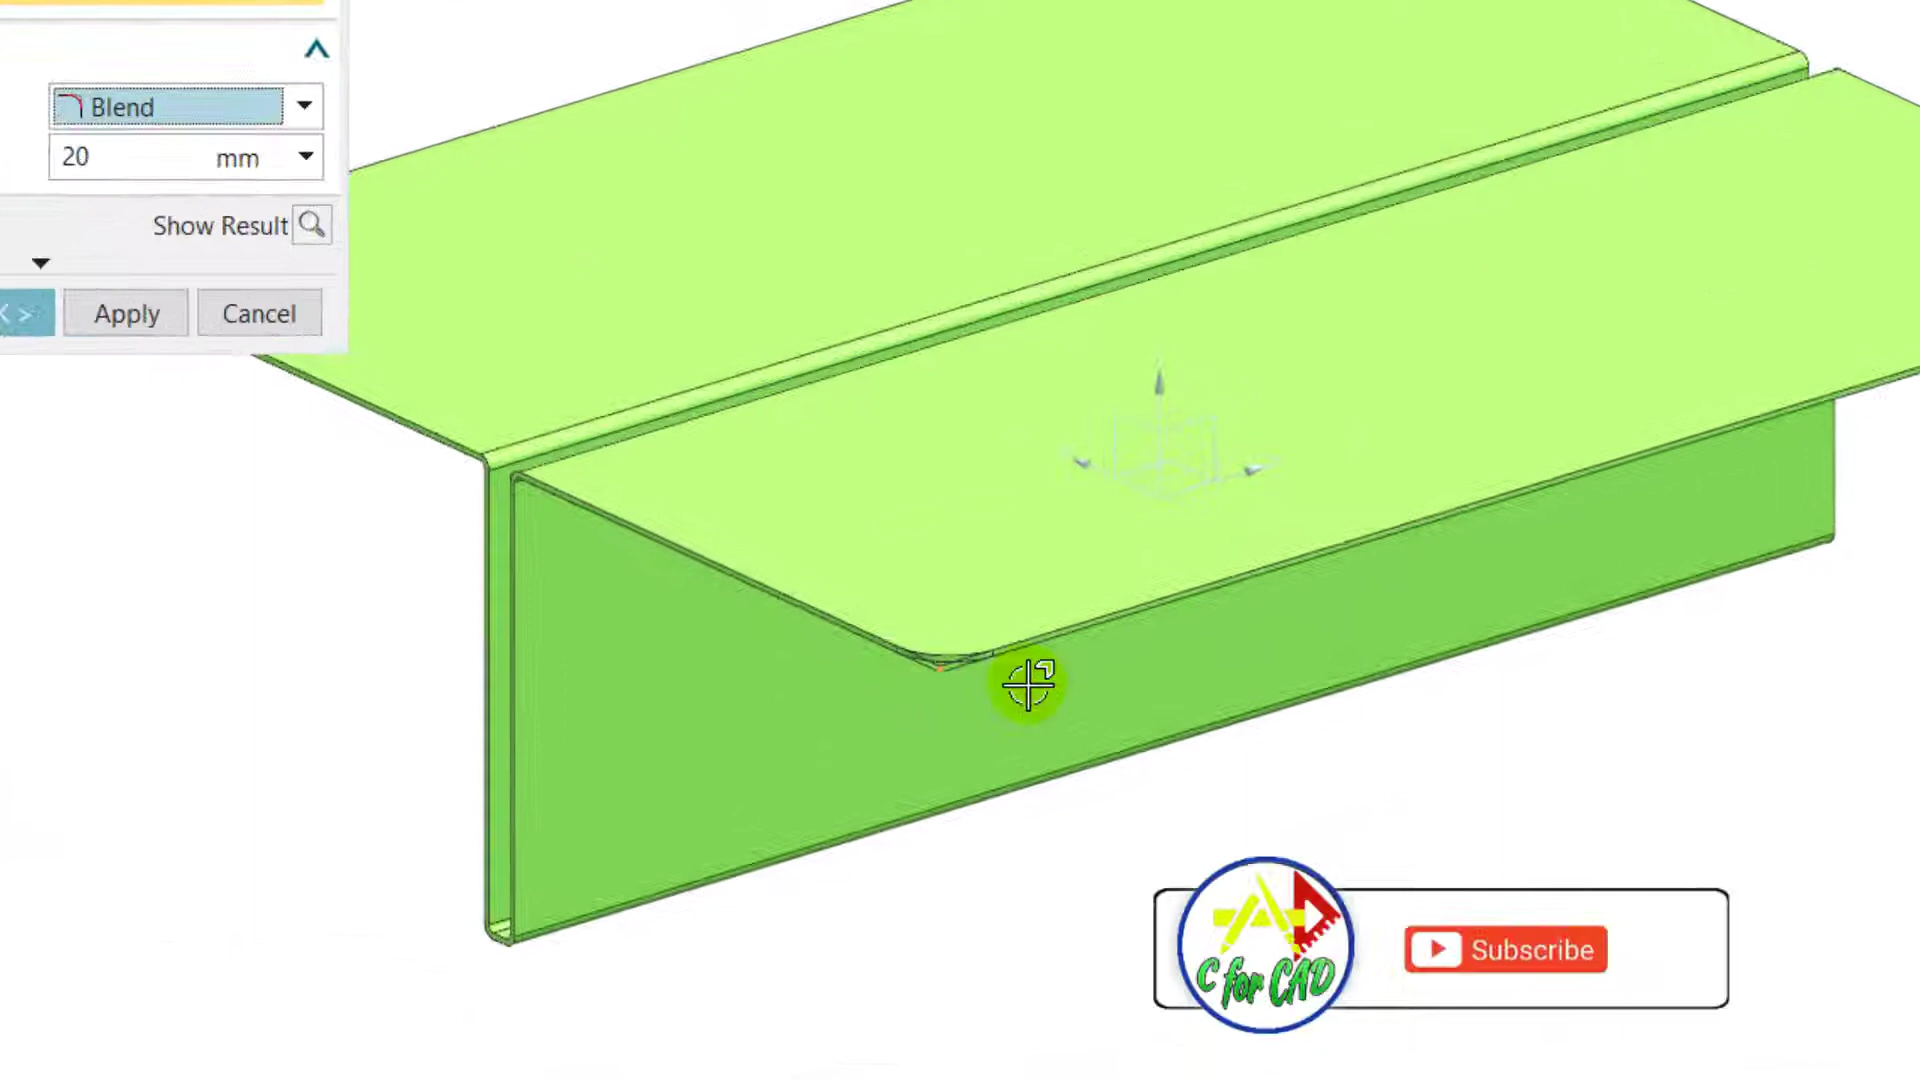 Blend
20 mm
Show Result
K >
Apply
Cancel
C for CAD
Subscribe